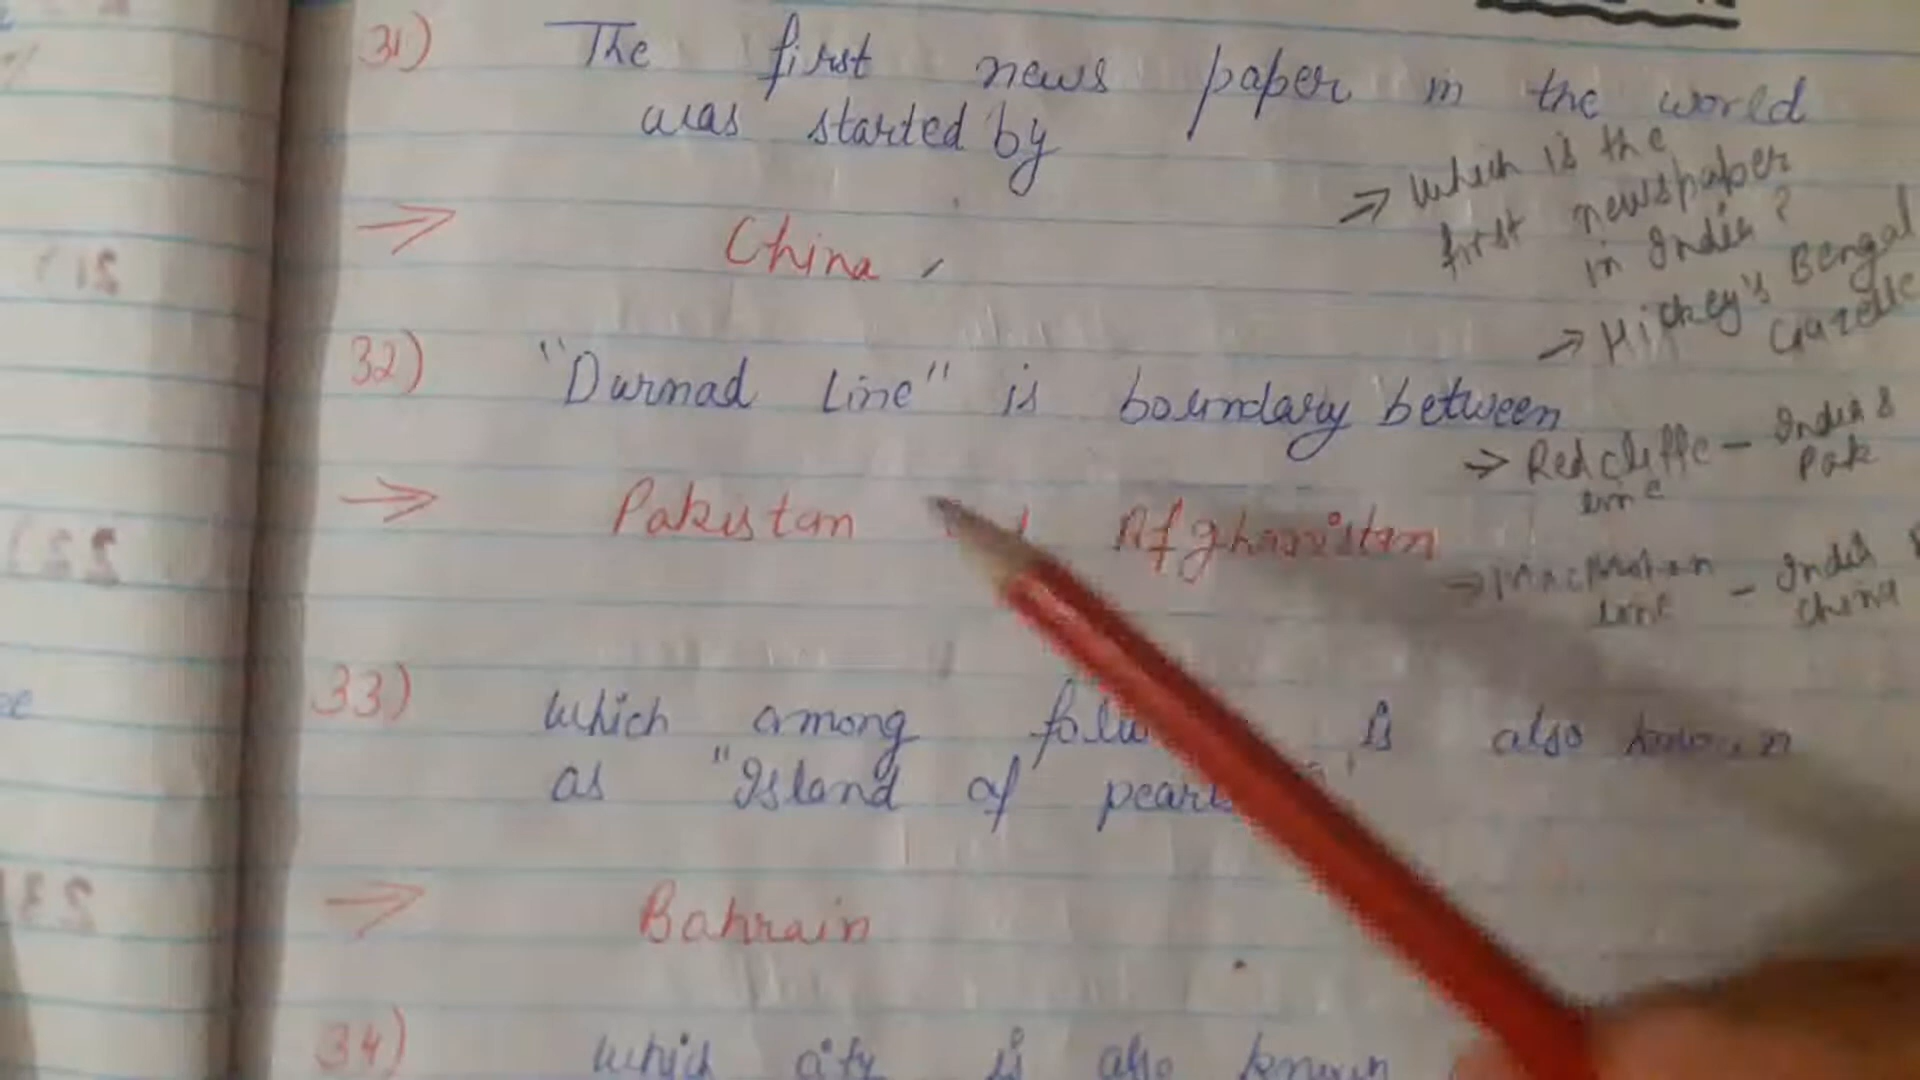 31) The first news paper in the world
was started by
→ China
→ which is the
first newspaper
in India?
→ Hickey's Bengal
Gazette
32) "Durnad Line" is boundary between
→ Pakistan Afghanistan
→ Redcliffe line - India & Pak
line - India & China
33) which among is also known
as "Island of
→ Bahrain
34) which city is also known